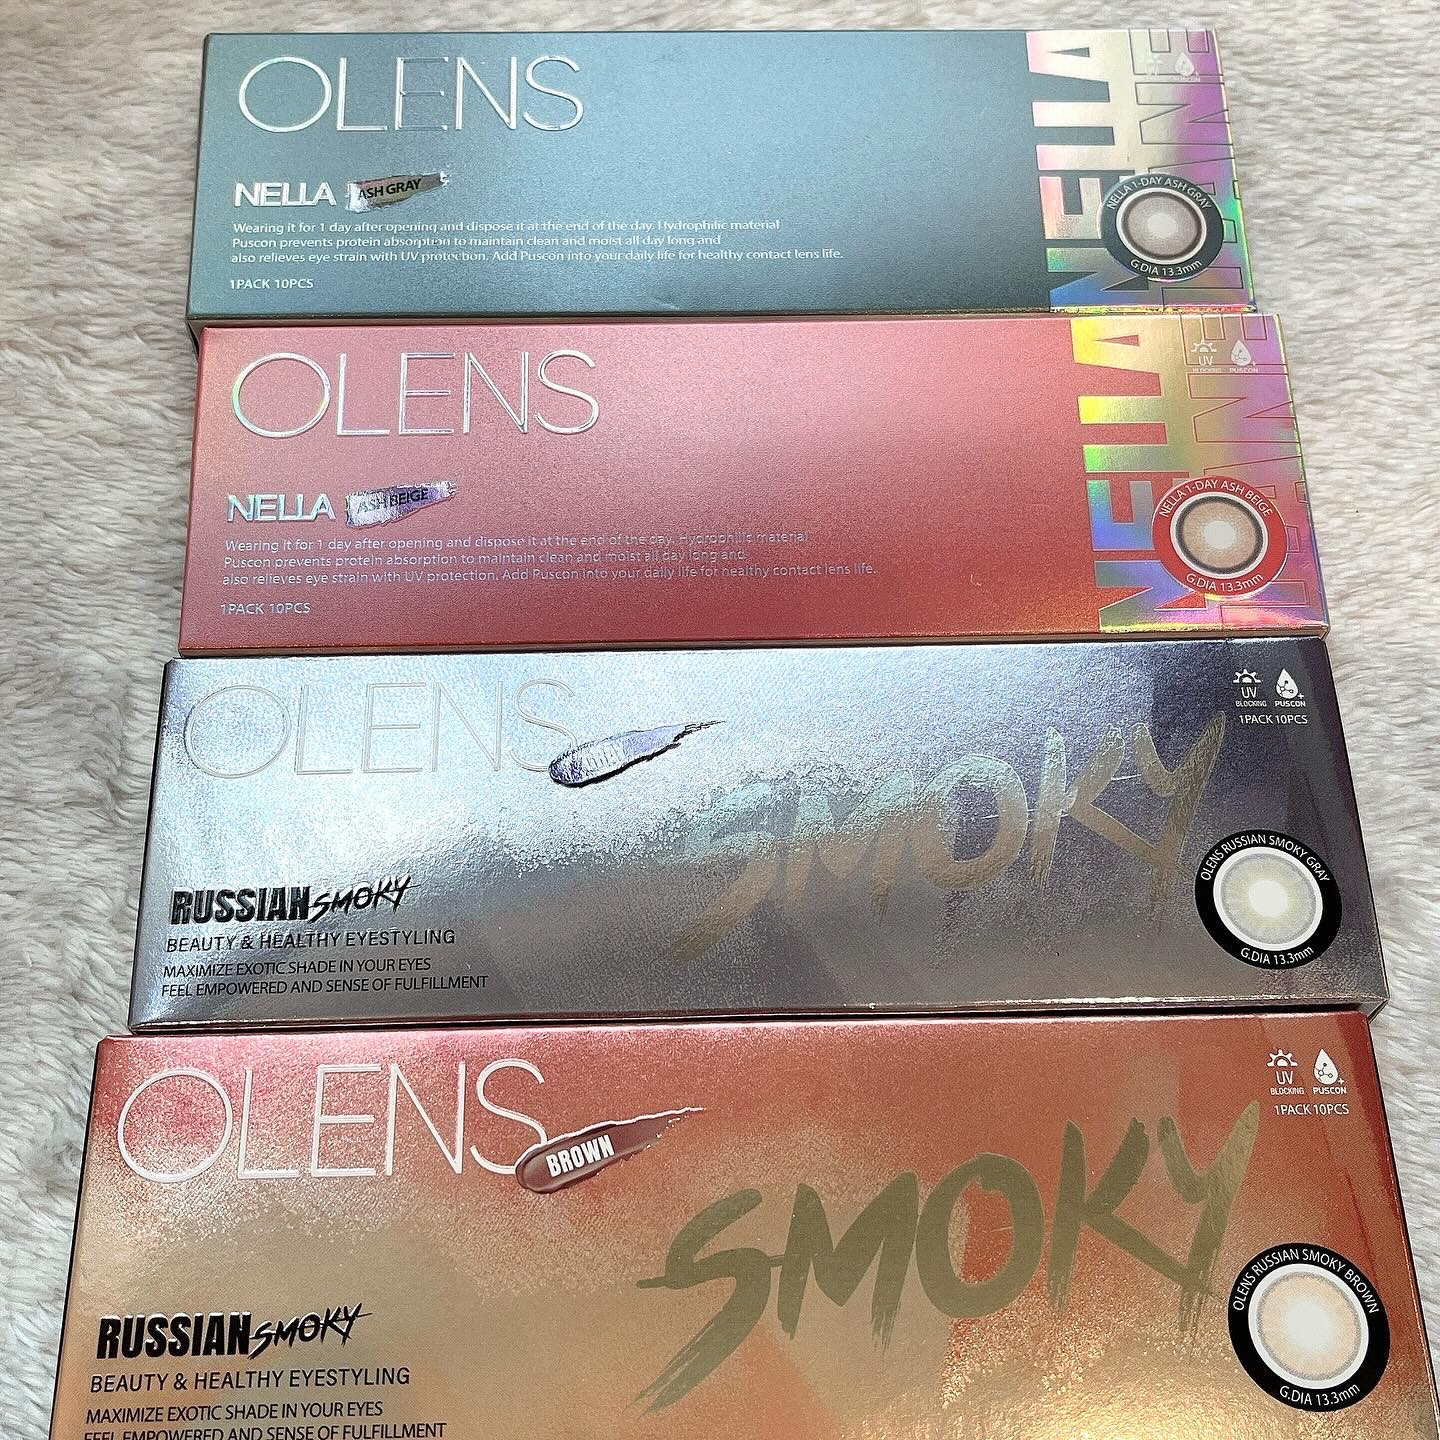 OLENS
NELLA ASH GRAY
Wearing it for 1 day after opening and dispose it at the end of the day. Hydrophilic material
Puscon prevents protein absorption to maintain clean and moist all day long and
also relieves eye strain with UV protection. Add Puscon into your daily life for healthy contact lens life.
1PACK 10PCS
NELLA
NELLA 1-DAY ASH GRAY
G.DIA 13.3mm
OLENS
NELLA ASH BEIGE
Wearing it for 1 day after opening and dispose it at the end of the day. Hydrophilic material
Puscon prevents protein absorption to maintain clean and moist all day long and
also relieves eye strain with UV protection. Add Puscon into your daily life for healthy contact lens life.
1PACK 10PCS
NELLA
UV PUSCON
BLOCKING
NELLA 1-DAY ASH BEIGE
G.DIA 13.3mm
OLENS
GRAY
SMOKY
UV
BLOCKING PUSCON
1PACK 10PCS
RUSSIAN SMOKY
BEAUTY & HEALTHY EYESTYLING
MAXIMIZE EXOTIC SHADE IN YOUR EYES
FEEL EMPOWERED AND SENSE OF FULFILLMENT
OLENS RUSSIAN SMOKY GRAY
G.DIA 13.3mm
OLENS
BROWN
SMOKY
UV
BLOCKING PUSCON
1PACK 10PCS
RUSSIAN SMOKY
BEAUTY & HEALTHY EYESTYLING
MAXIMIZE EXOTIC SHADE IN YOUR EYES
FEEL EMPOWERED AND SENSE OF FULFILLMENT
OLENS RUSSIAN SMOKY BROWN
G.DIA 13.3mm